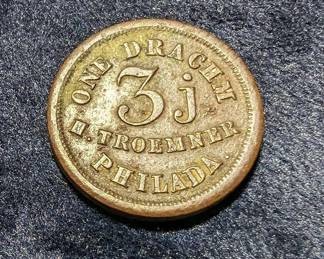 ONE DRACHM
3j
H. TROEMNER
PHILADA.